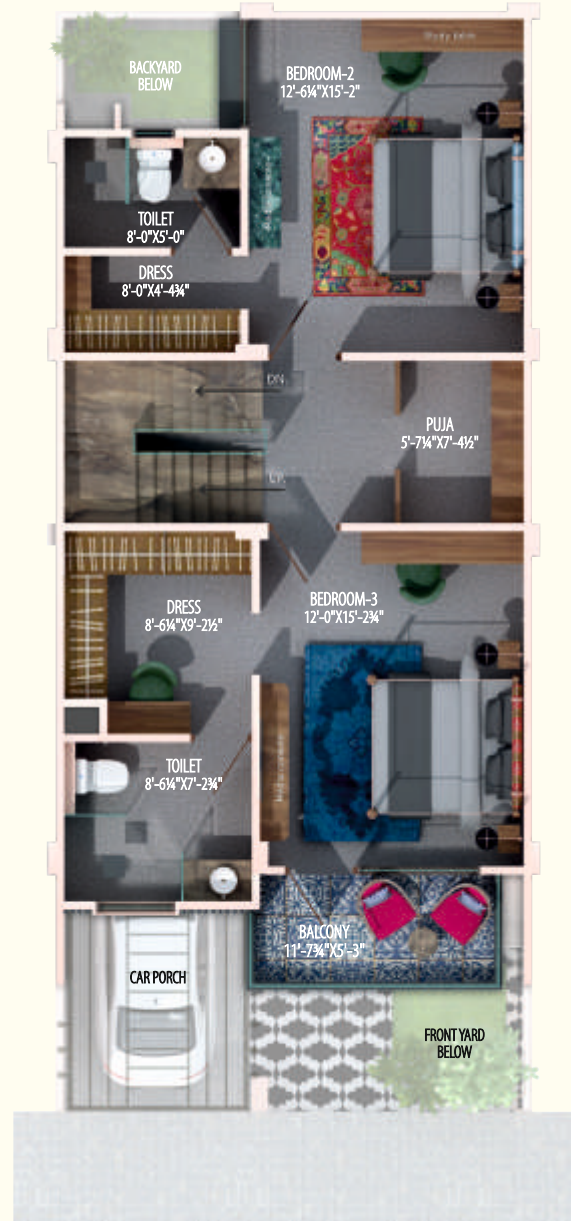 Study table
BACKYARD
BELOW
BEDROOM-2
12'-6¼"X15'-2"
TOILET
8'-0"X5'-0"
DRESS
8'-0"X4'-4¾"
DN
PUJA
5'-7¼"X7'-4½"
UP
DRESS
8'-6¼"X9'-2½"
BEDROOM-3
12'-0"X15'-2¾"
TOILET
8'-6¼"X7'-2¾"
BALCONY
11'-7¾"X5'-3"
CAR PORCH
FRONT YARD
BELOW